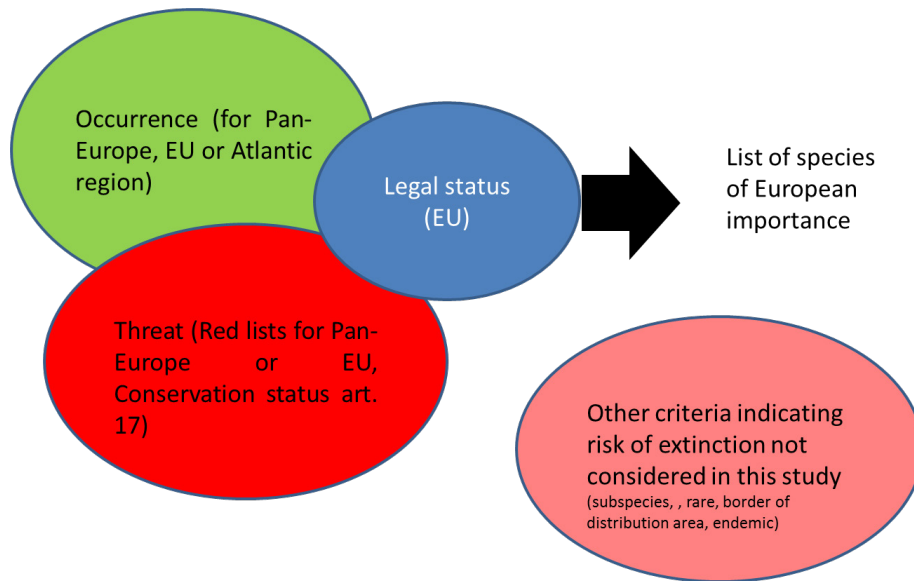 Occurrence (for Pan-
Europe, EU or Atlantic
region)
Legal status
(EU)
List of species
of European
importance
Threat (Red lists for Pan-
Europe or EU,
Conservation status art.
17)
Other criteria indicating
risk of extinction not
considered in this study
(subspecies, , rare, border of
distribution area, endemic)